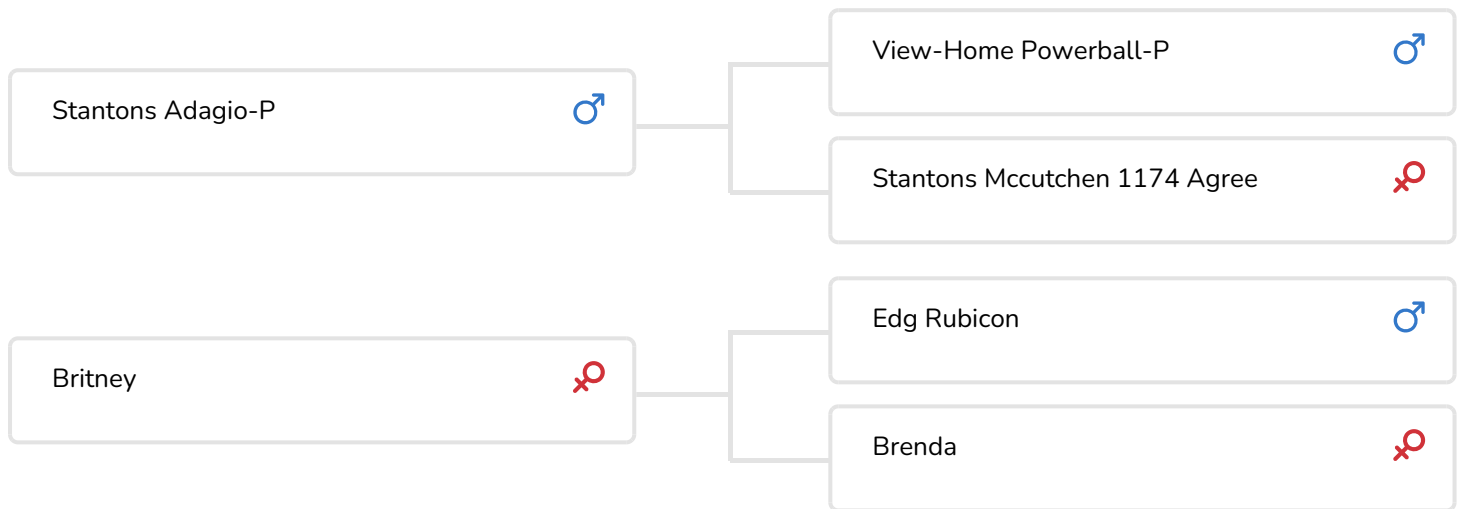 View-Home Powerball-P
Stantons Adagio-P
Stantons Mccutchen 1174 Agree
Edg Rubicon
Britney
Brenda